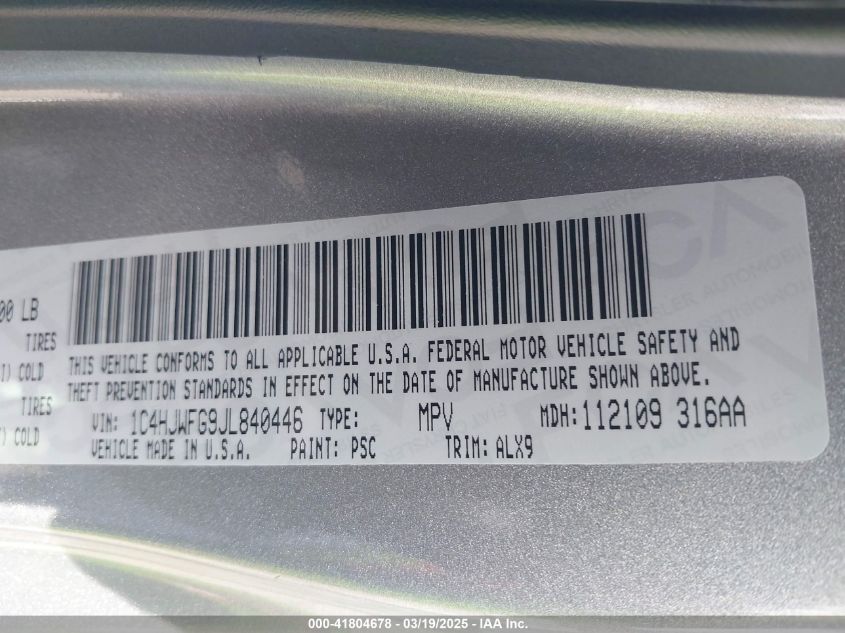 00 LB
TIRES
THIS VEHICLE CONFORMS TO ALL APPLICABLE U.S.A. FEDERAL MOTOR VEHICLE SAFETY AND
COLD
THEFT PREVENTION STANDARDS IN EFFECT ON THE DATE OF MANUFACTURE SHOWN ABOVE.
TIRES
VIN: 1C4HJWFG9JL840446 TYPE: MPV MDH: 112109 316AA
COLD
VEHICLE MADE IN U.S.A. PAINT: PSC TRIM: ALX9
000-41804678 - 03/19/2025 - IAA Inc.